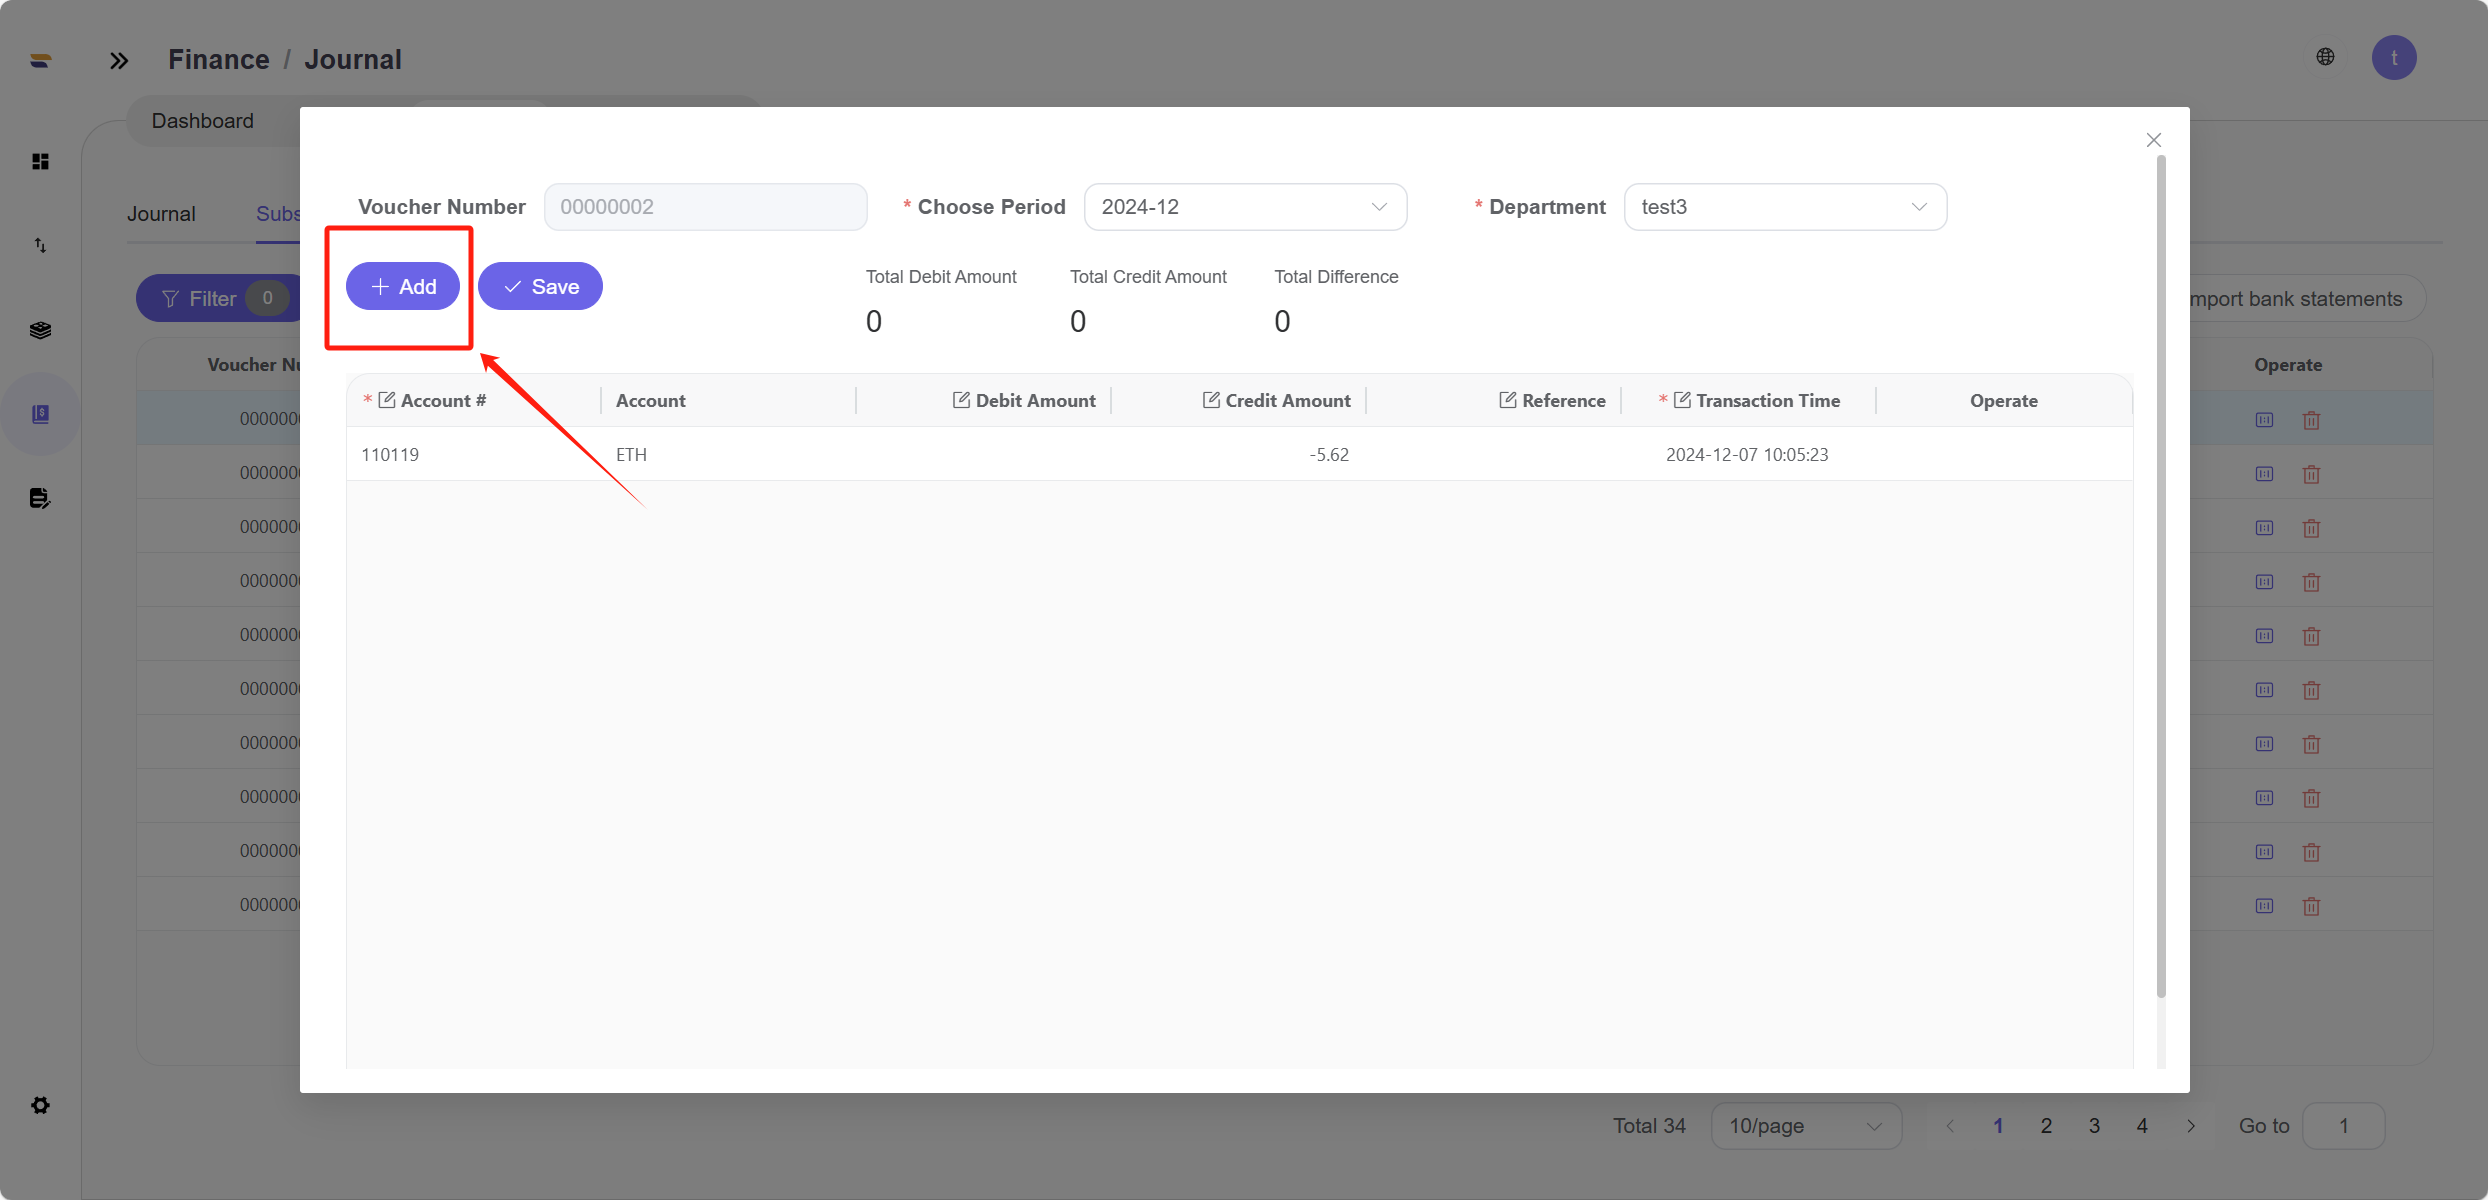 Finance / Journal
t
Dashboard
Journal
Filter 0
mport bank statements
Operate
Voucher Number 00000002
* Choose Period 2024-12
* Department test3
+ Add
Save
Total Debit Amount
0
Total Credit Amount
0
Total Difference
0
* Account # Account Debit Amount Credit Amount Reference * Transaction Time Operate
110119 ETH -5.62 2024-12-07 10:05:23
Voucher Nu
Subs
000000
000000
000000
000000
000000
000000
000000
000000
000000
000000
Total 34 10/page 1 2 3 4 Go to 1